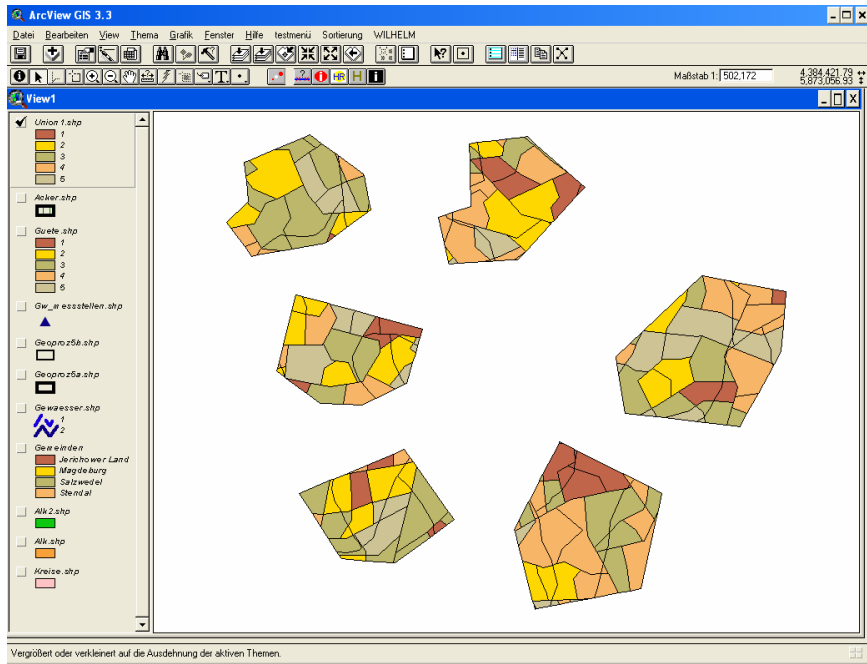 ArcView GIS 3.3
Datei Bearbeiten View Thema Grafik Fenster Hilfe testmenü Sortierung WILHELM
HR H
Maßstab 1: 502,172
4.384.421.79
5,873,056.93
View1
Union 1.shp
1
2
3
4
5
Acker.shp
Guete.shp
1
2
3
4
5
Gw_messstellen.shp
Geoproz5b.shp
Geoproz5a.shp
Gewaesser.shp
1
2
Gemeinden
Jerichower Land
Magdeburg
Salzwedel
Stendal
Alk2.shp
Alk.shp
Kreise.shp
Vergrößert oder verkleinert auf die Ausdehnung der aktiven Themen.